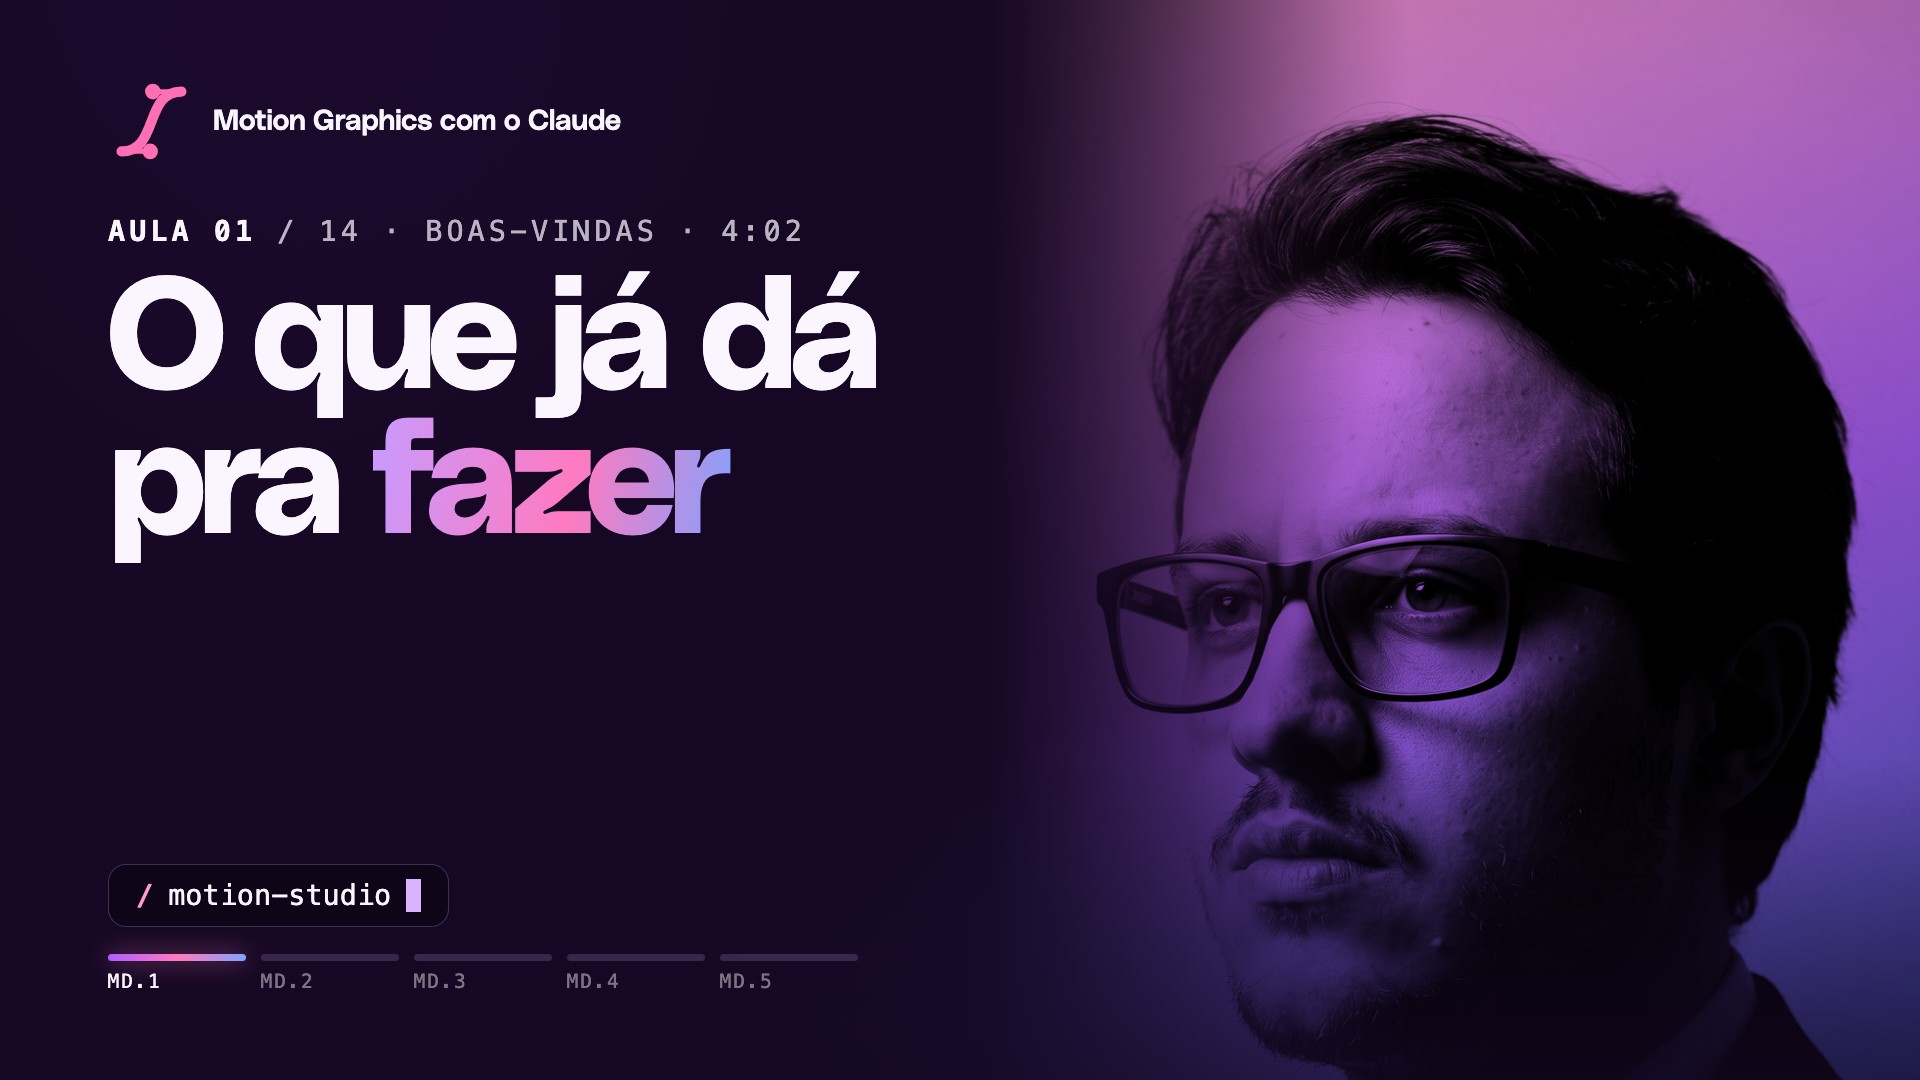 Motion Graphics com o Claude
AULA 01 / 14 · BOAS-VINDAS · 4:02
O que já dá
pra fazer
/ motion-studio
MD.1 MD.2 MD.3 MD.4 MD.5